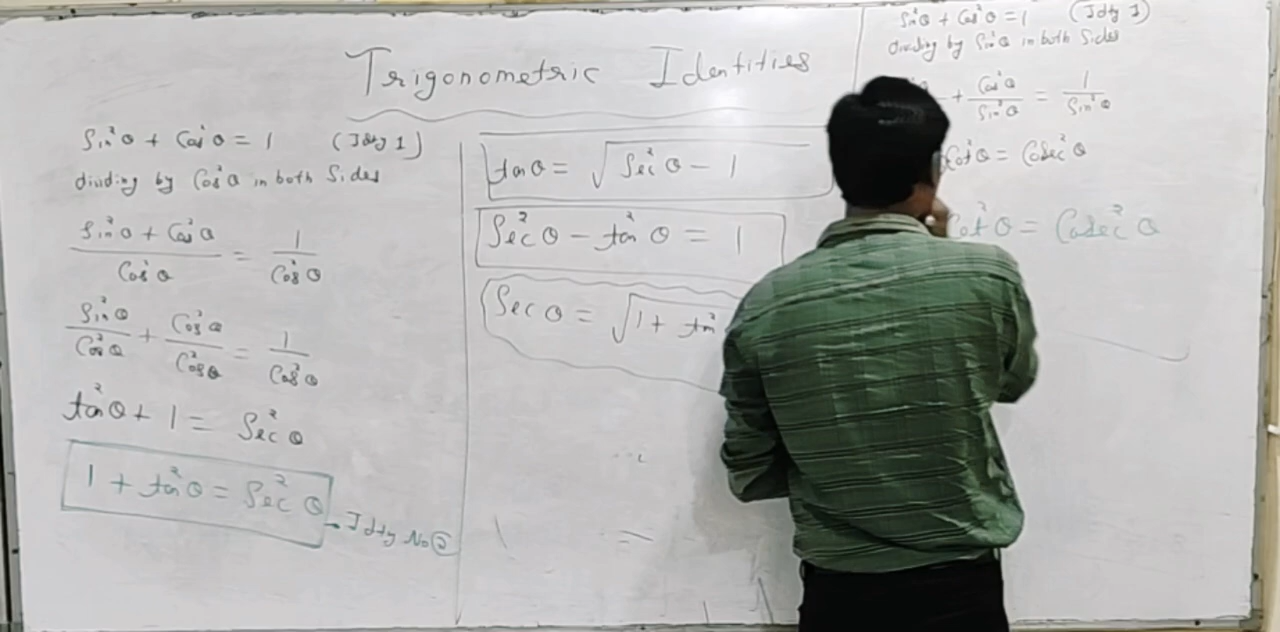 Trigonometric Identities
Sin²θ + Cos²θ = 1 (Idty 1)
dividing by Cos²θ in both Sides
Sin²θ + Cos²θ / Cos²θ = 1 / Cos²θ
Sin²θ / Cos²θ + Cos²θ / Cos²θ = 1 / Cos²θ
tan²θ + 1 = Sec²θ
1 + tan²θ = Sec²θ → Idty No ②
tanθ = √Sec²θ - 1
Sec²θ - tan²θ = 1
Secθ = √1 + tan²
Sin²θ + Cos²θ = 1 (Idty 1)
dividing by Sin²θ in both Sides
+ Cos²θ / Sin²θ = 1 / Sin²θ
Cot²θ = Cosec²θ
Cot²θ = Cosec²θ